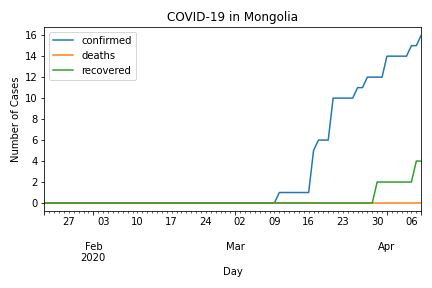 COVID-19 in Mongolia
confirmed
deaths
recovered
Number of Cases
16
14
12
10
8
6
4
2
0
27 03 10 17 24 02 09 16 23 30 06
Feb Mar Apr
2020
Day